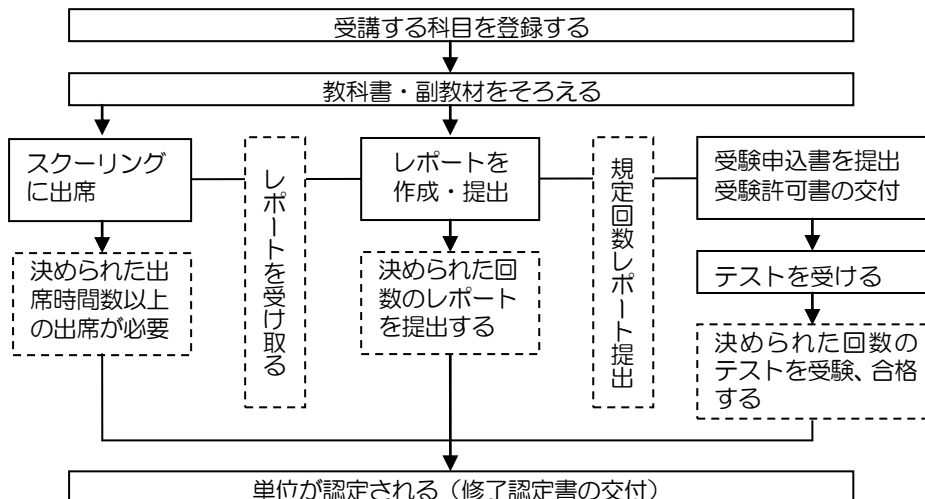 受講する科目を登録する
教科書・副教材をそろえる
スクーリング
に出席
レポートを受け取る
レポートを
作成・提出
規定回数レポート提出
受験申込書を提出
受験許可書の交付
決められた出
席時間数以上
の出席が必要
決められた回
数のレポート
を提出する
テストを受ける
決められた回数の
テストを受験、合格
する
単位が認定される(修了認定書の交付)